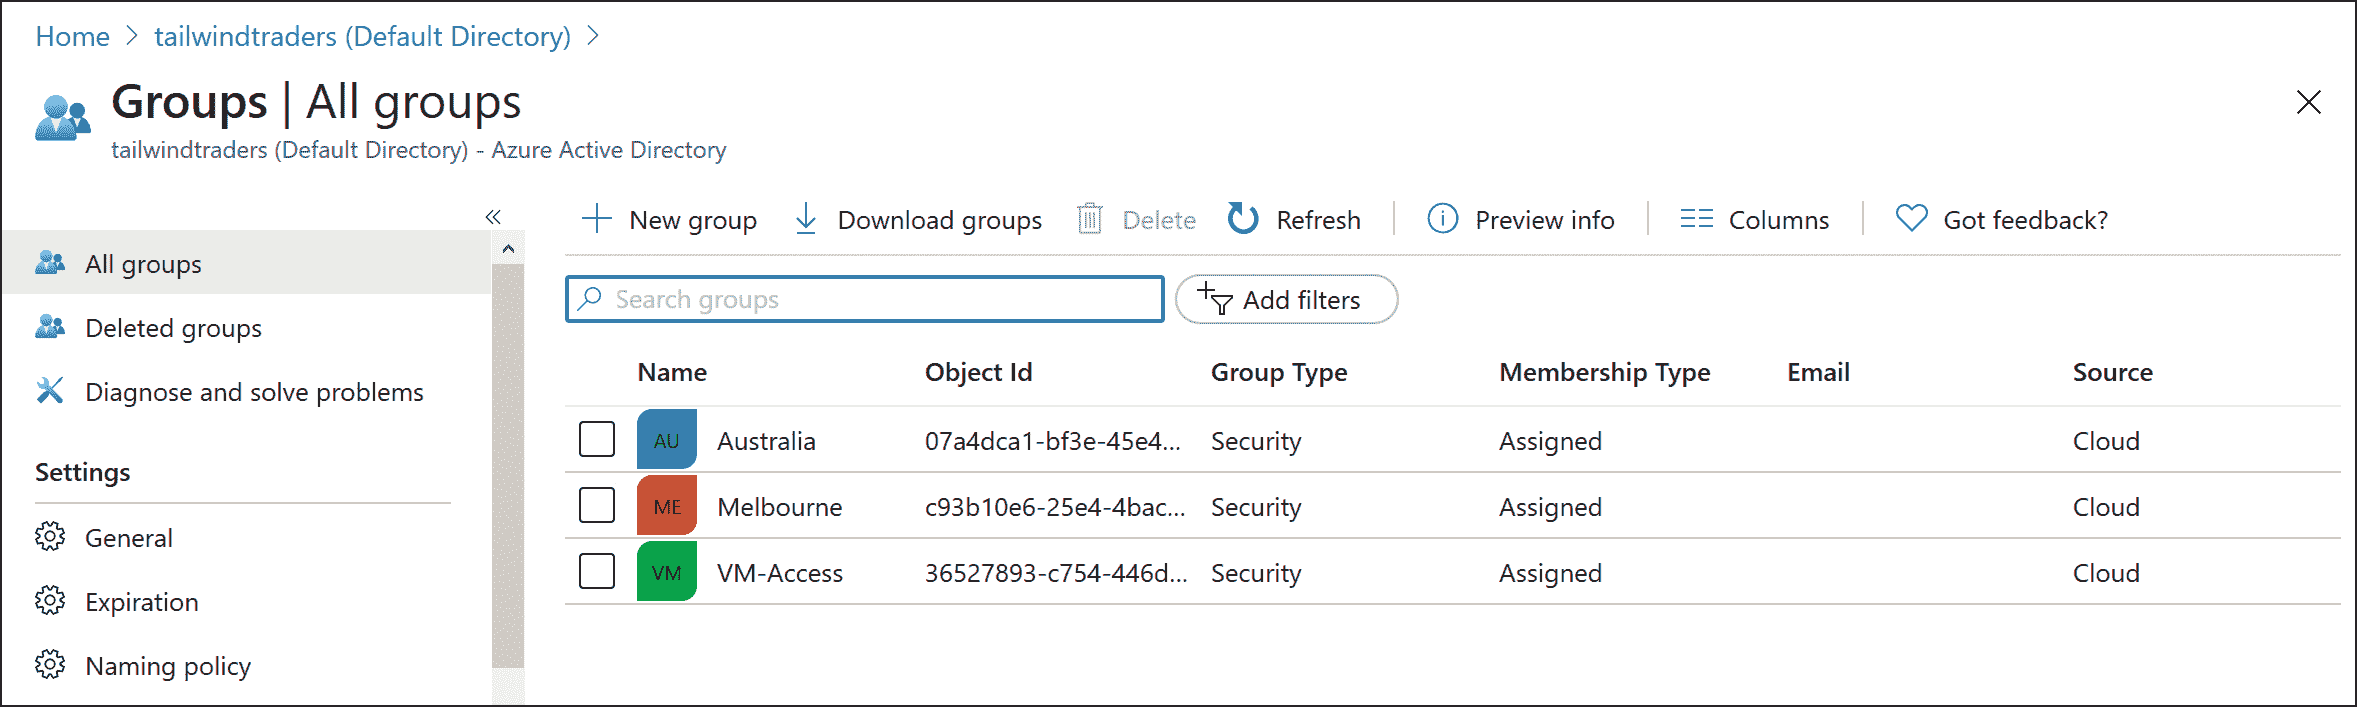 Home > tailwindtraders (Default Directory) >
Groups | All groups
tailwindtraders (Default Directory) - Azure Active Directory
All groups
Deleted groups
Diagnose and solve problems
Settings
General
Expiration
Naming policy
New group Download groups Delete Refresh Preview info Columns Got feedback?
Search groups Add filters
Name Object Id Group Type Membership Type Email Source
AU Australia 07a4dca1-bf3e-45e4... Security Assigned Cloud
ME Melbourne c93b10e6-25e4-4bac... Security Assigned Cloud
VM VM-Access 36527893-c754-446d... Security Assigned Cloud